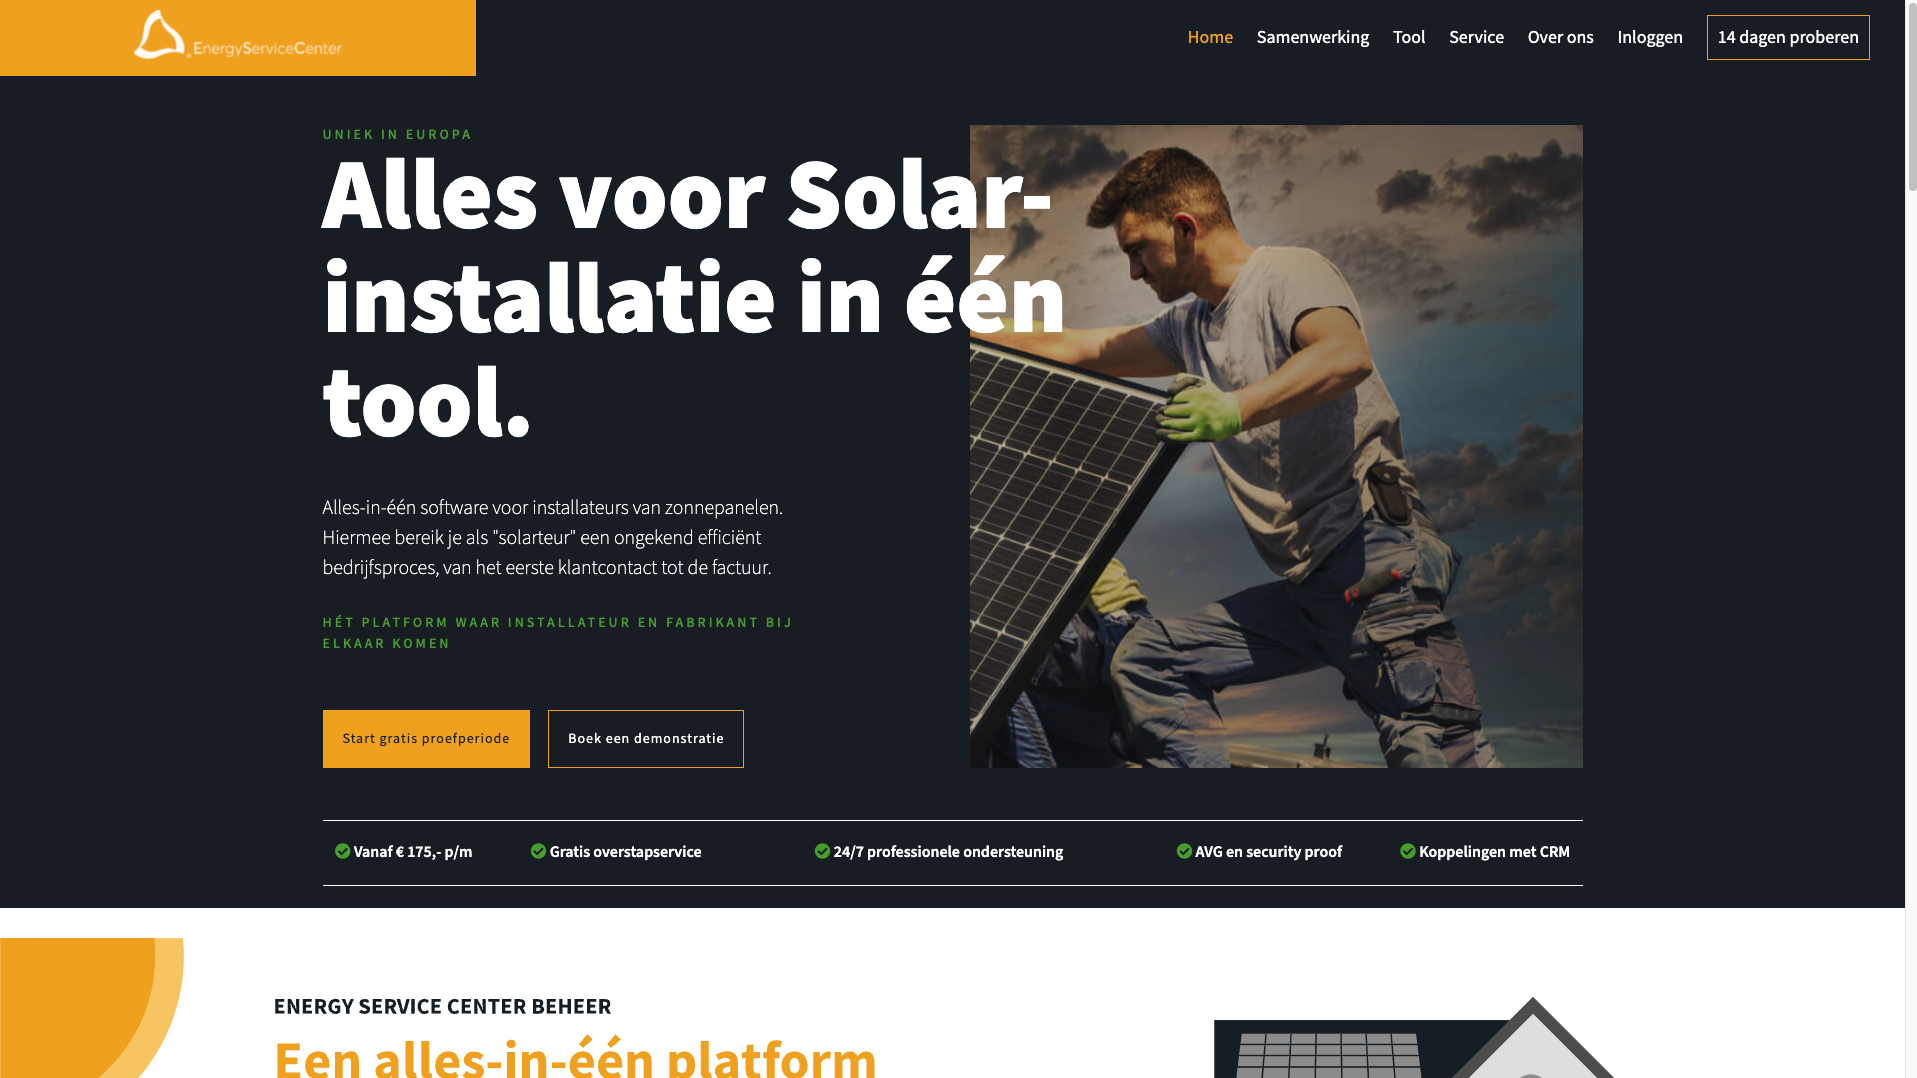 EnergyServiceCenter
Home Samenwerking Tool Service Over ons Inloggen 14 dagen proberen
UNIEK IN EUROPA
Alles voor Solar-
installatie in één
tool.
Alles-in-één software voor installateurs van zonnepanelen.
Hiermee bereik je als "solarteur" een ongekend efficiënt
bedrijfsproces, van het eerste klantcontact tot de factuur.
HÉT PLATFORM WAAR INSTALLATEUR EN FABRIKANT BIJ
ELKAAR KOMEN
Start gratis proefperiode Boek een demonstratie
Vanaf € 175,- p/m Gratis overstapservice 24/7 professionele ondersteuning AVG en security proof Koppelingen met CRM
ENERGY SERVICE CENTER BEHEER
Een alles-in-één platform